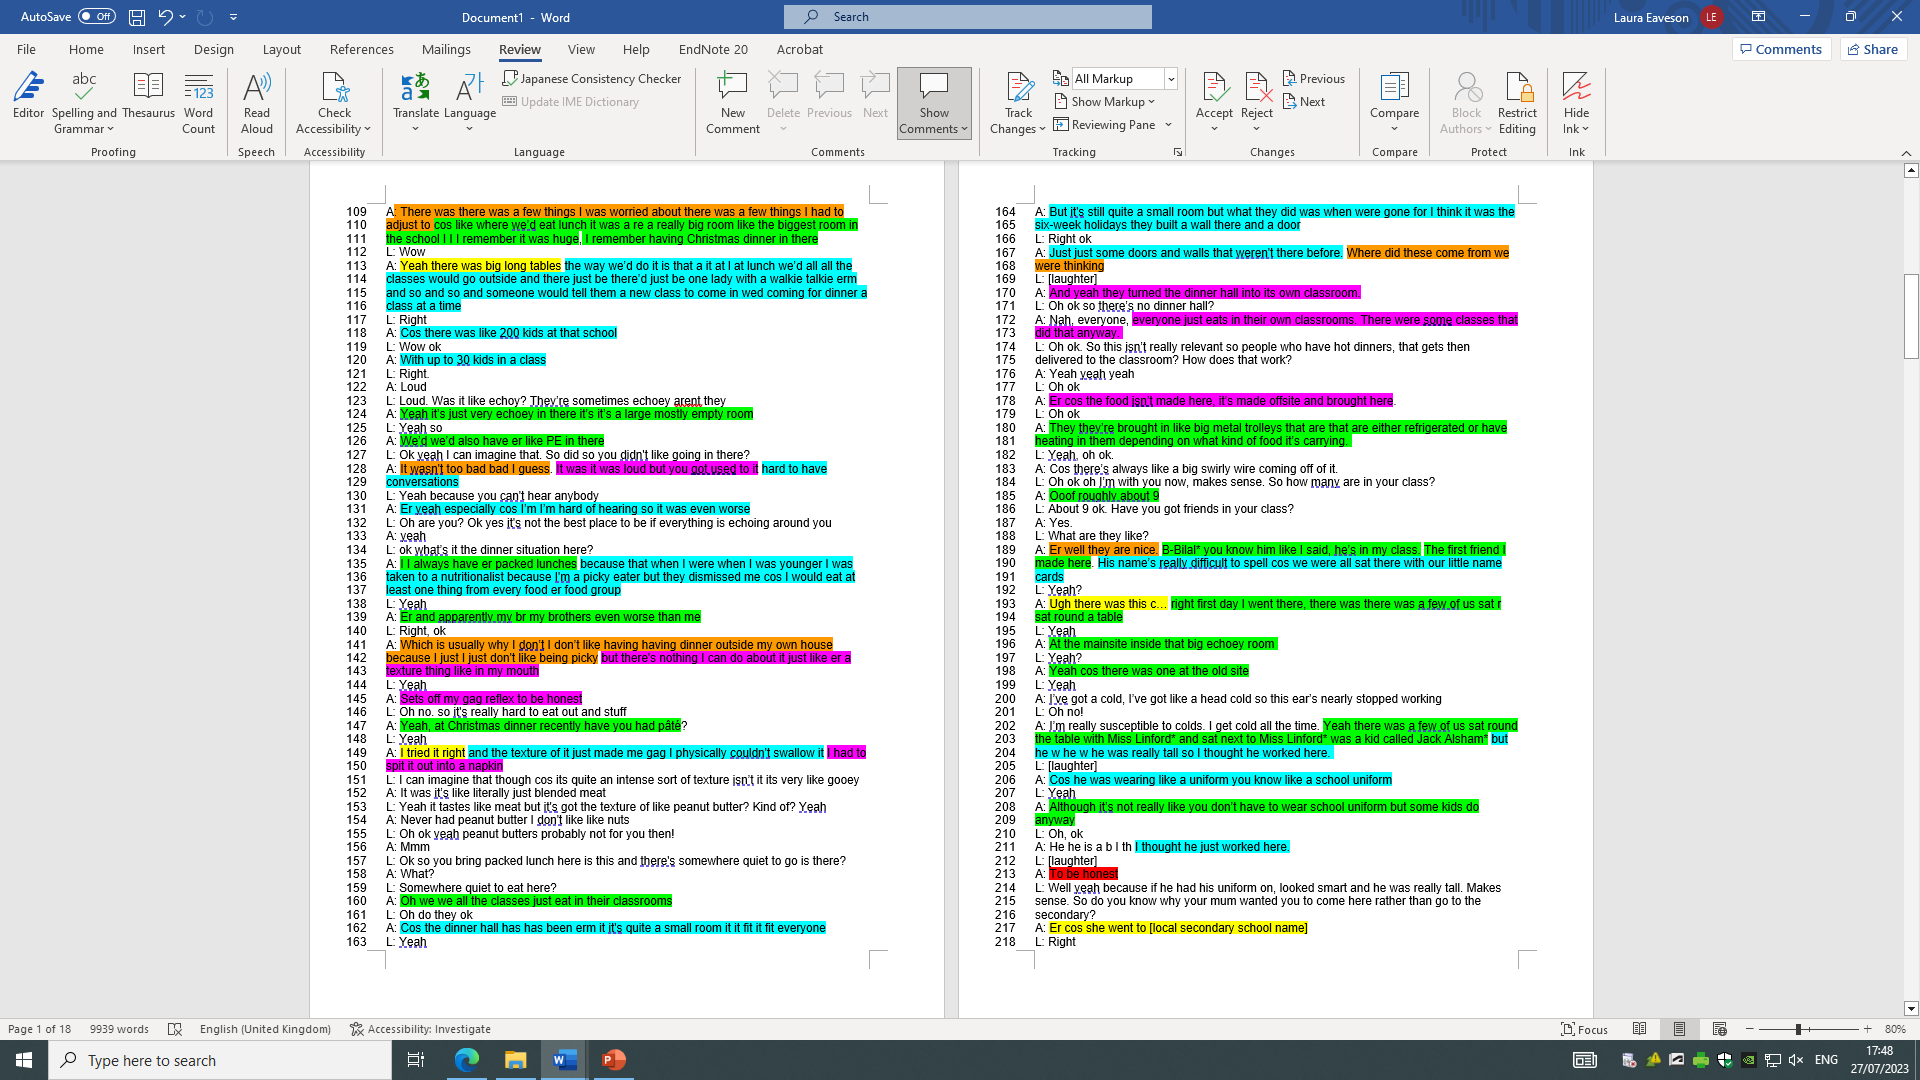 AutoSave Off
Document1 - Word
Search
Laura Eaveson LE
File Home Insert Design Layout References Mailings Review View Help EndNote 20 Acrobat Comments Share
Editor
Spelling and Grammar
Thesaurus
Word Count
Read Aloud
Check Accessibility
Translate
Language
Japanese Consistency Checker
Update IME Dictionary
New Comment
Delete
Previous
Next
Show Comments
Track Changes
All Markup
Show Markup
Reviewing Pane
Accept
Reject
Previous
Next
Compare
Block Authors
Restrict Editing
Hide Ink
Proofing Speech Accessibility Language Comments Tracking Changes Compare Protect Ink
109 A: There was there was a few things I was worried about there was a few things I had to
110 adjust to cos like where we'd eat lunch it was a re a really big room like the biggest room in
111 the school I I I remember it was huge, I remember having Christmas dinner in there
112 L: Wow
113 A: Yeah there was big long tables the way we'd do it is that a it at l at lunch we'd all all the
114 classes would go outside and there just be there'd just be one lady with a walkie talkie erm
115 and so and so and someone would tell them a new class to come in wed coming for dinner a
116 class at a time
117 L: Right
118 A: Cos there was like 200 kids at that school
119 L: Wow ok
120 A: With up to 30 kids in a class
121 L: Right.
122 A: Loud
123 L: Loud. Was it like echoy? They're sometimes echoey arent they
124 A: Yeah it's just very echoey in there it's it's a large mostly empty room
125 L: Yeah so
126 A: We'd we'd also have er like PE in there
127 L: Ok yeah I can imagine that. So did so you didn't like going in there?
128 A: It wasn't too bad bad I guess. It was it was loud but you got used to it hard to have
129 conversations
130 L: Yeah because you can't hear anybody
131 A: Er yeah especially cos I'm I'm hard of hearing so it was even worse
132 L: Oh are you? Ok yes it's not the best place to be if everything is echoing around you
133 A: yeah
134 L: ok what's it the dinner situation here?
135 A: I I always have er packed lunches because that when I were when I was younger I was
136 taken to a nutritionalist because I'm a picky eater but they dismissed me cos I would eat at
137 least one thing from every food er food group
138 L: Yeah
139 A: Er and apparently my br my brothers even worse than me
140 L: Right, ok
141 A: Which is usually why I don't I don't like having having dinner outside my own house
142 because I just I just don't like being picky but there's nothing I can do about it just like er a
143 texture thing like in my mouth
144 L: Yeah
145 A: Sets off my gag reflex to be honest
146 L: Oh no. so it's really hard to eat out and stuff
147 A: Yeah, at Christmas dinner recently have you had pâté?
148 L: Yeah
149 A: I tried it right and the texture of it just made me gag I physically couldn't swallow it I had to
150 spit it out into a napkin
151 L: I can imagine that though cos its quite an intense sort of texture isn't it its very like gooey
152 A: It was it's like literally just blended meat
153 L: Yeah it tastes like meat but it's got the texture of like peanut butter? Kind of? Yeah
154 A: Never had peanut butter I don't like like nuts
155 L: Oh ok yeah peanut butters probably not for you then!
156 A: Mmm
157 L: Ok so you bring packed lunch here is this and there's somewhere quiet to go is there?
158 A: What?
159 L: Somewhere quiet to eat here?
160 A: Oh we we all the classes just eat in their classrooms
161 L: Oh do they ok
162 A: Cos the dinner hall has has been erm it it's quite a small room it it fit it fit everyone
163 L: Yeah
164 A: But it's still quite a small room but what they did was when were gone for I think it was the
165 six-week holidays they built a wall there and a door
166 L: Right ok
167 A: Just just some doors and walls that weren't there before. Where did these come from we
168 were thinking
169 L: [laughter]
170 A: And yeah they turned the dinner hall into its own classroom.
171 L: Oh ok so there's no dinner hall?
172 A: Nah, everyone, everyone just eats in their own classrooms. There were some classes that
173 did that anyway.
174 L: Oh ok. So this isn't really relevant so people who have hot dinners, that gets then
175 delivered to the classroom? How does that work?
176 A: Yeah yeah yeah
177 L: Oh ok
178 A: Er cos the food isn't made here, it's made offsite and brought here.
179 L: Oh ok
180 A: They they're brought in like big metal trolleys that are that are either refrigerated or have
181 heating in them depending on what kind of food it's carrying.
182 L: Yeah, oh ok.
183 A: Cos there's always like a big swirly wire coming off of it.
184 L: Ok oh ok oh I'm with you now, makes sense. So how many are in your class?
185 A: Ooof roughly about 9
186 L: About 9 ok. Have you got friends in your class?
187 A: Yes.
188 L: What are they like?
189 A: Er well they are nice. B-Bilal* you know him like I said, he's in my class. The first friend I
190 made here. His name's really difficult to spell cos we were all sat there with our little name
191 cards
192 L: Yeah?
193 A: Ugh there was this c... right first day I went there, there was there was a few of us sat r
194 sat round a table
195 L: Yeah
196 A: At the mainsite inside that big echoey room
197 L: Yeah?
198 A: Yeah cos there was one at the old site
199 L: Yeah
200 A: I've got a cold, I've got like a head cold so this ear's nearly stopped working
201 L: Oh no!
202 A: I'm really susceptible to colds. I get cold all the time. Yeah there was a few of us sat round
203 the table with Miss Linford* and sat next to Miss Linford* was a kid called Jack Alsham* but
204 he w he w he was really tall so I thought he worked here.
205 L: [laughter]
206 A: Cos he was wearing like a uniform you know like a school uniform
207 L: Yeah
208 A: Although it's not really like you don't have to wear school uniform but some kids do
209 anyway
210 L: Oh, ok
211 A: He he is a b l th I thought he just worked here.
212 L: [laughter]
213 A: To be honest
214 L: Well yeah because if he had his uniform on, looked smart and he was really tall. Makes
215 sense. So do you know why your mum wanted you to come here rather than go to the
216 secondary?
217 A: Er cos she went to [local secondary school name]
218 L: Right
Page 1 of 18 9939 words English (United Kingdom) Accessibility: Investigate Focus 80%
Type here to search
ENG
17:48
27/07/2023